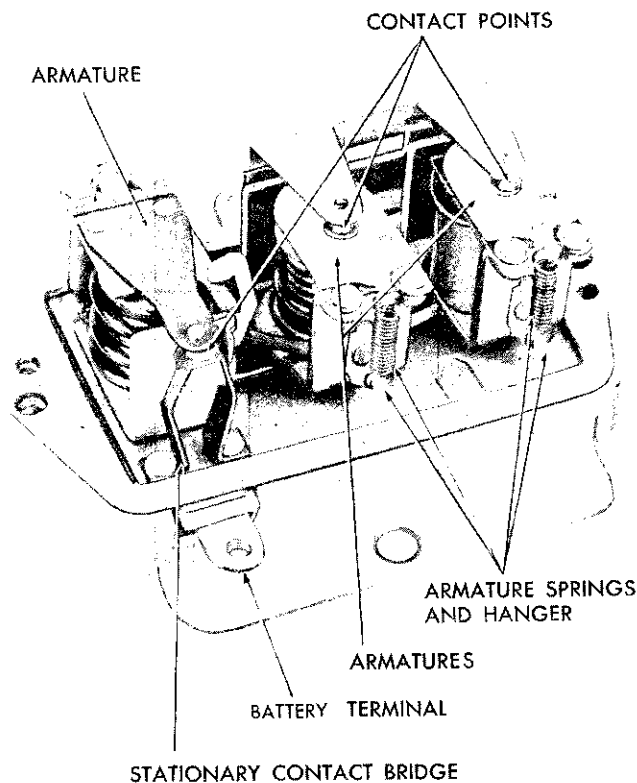 CONTACT POINTS
ARMATURE
ARMATURE SPRINGS
AND HANGER
ARMATURES
BATTERY TERMINAL
STATIONARY CONTACT BRIDGE